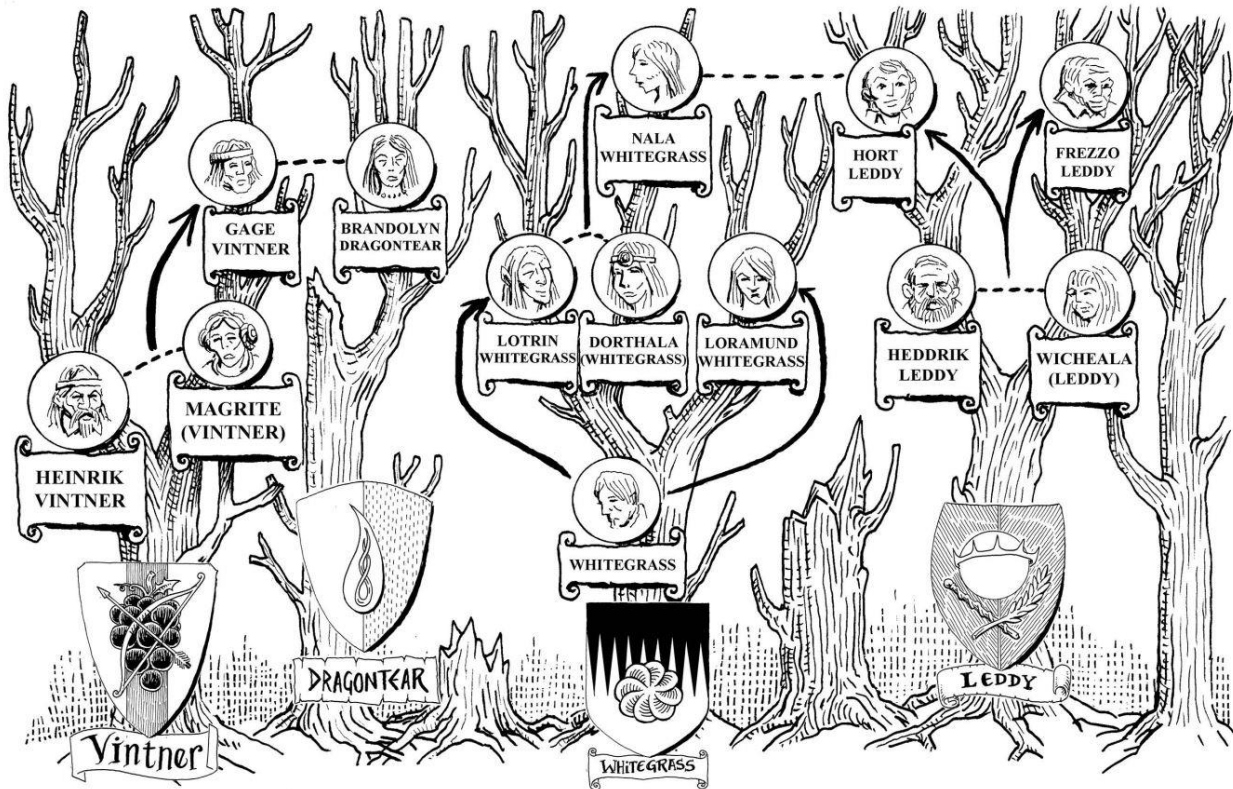 NALA
WHITEGRASS
HORT
LEDDY
FREZZO
LEDDY
GAGE
VINTNER
BRANDOLYN
DRAGONTEAR
LOTRIN
WHITEGRASS
DORTHALA
(WHITEGRASS)
LORAMUND
WHITEGRASS
HEDDRIK
LEDDY
WICHEALA
(LEDDY)
MAGRITE
(VINTNER)
HEINRIK
VINTNER
WHITEGRASS
DRAGONTEAR
LEDDY
Vintner
WHITEGRASS